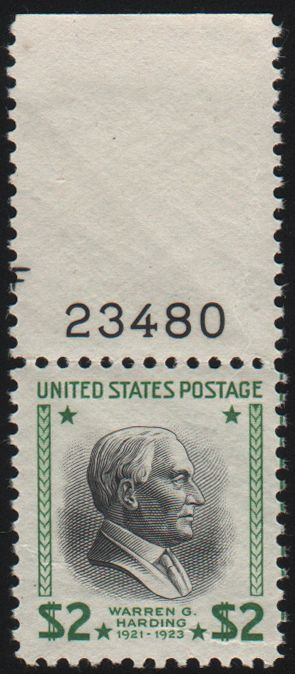 F
23480
UNITED STATES POSTAGE
$2 WARREN G. $2
HARDING
1921-1923